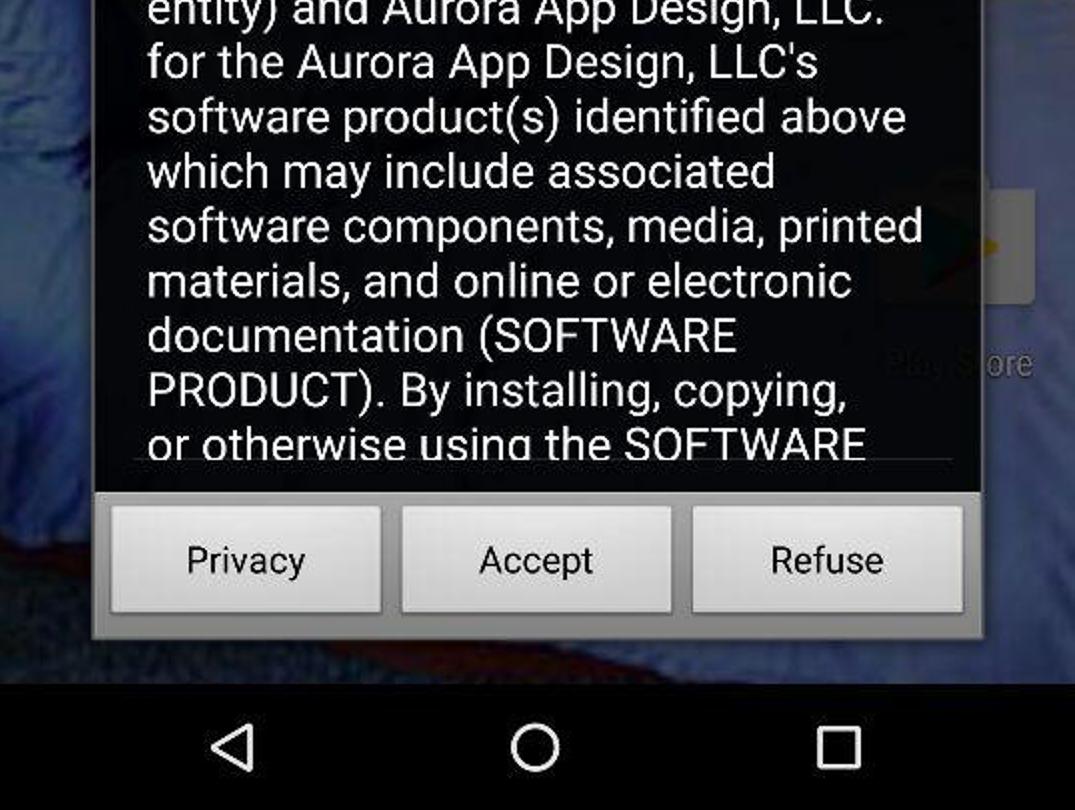 entity) and Aurora App Design, LLC.
for the Aurora App Design, LLC's
software product(s) identified above
which may include associated
software components, media, printed
materials, and online or electronic
documentation (SOFTWARE
PRODUCT). By installing, copying,
or otherwise using the SOFTWARE
Play Store
Privacy
Accept
Refuse